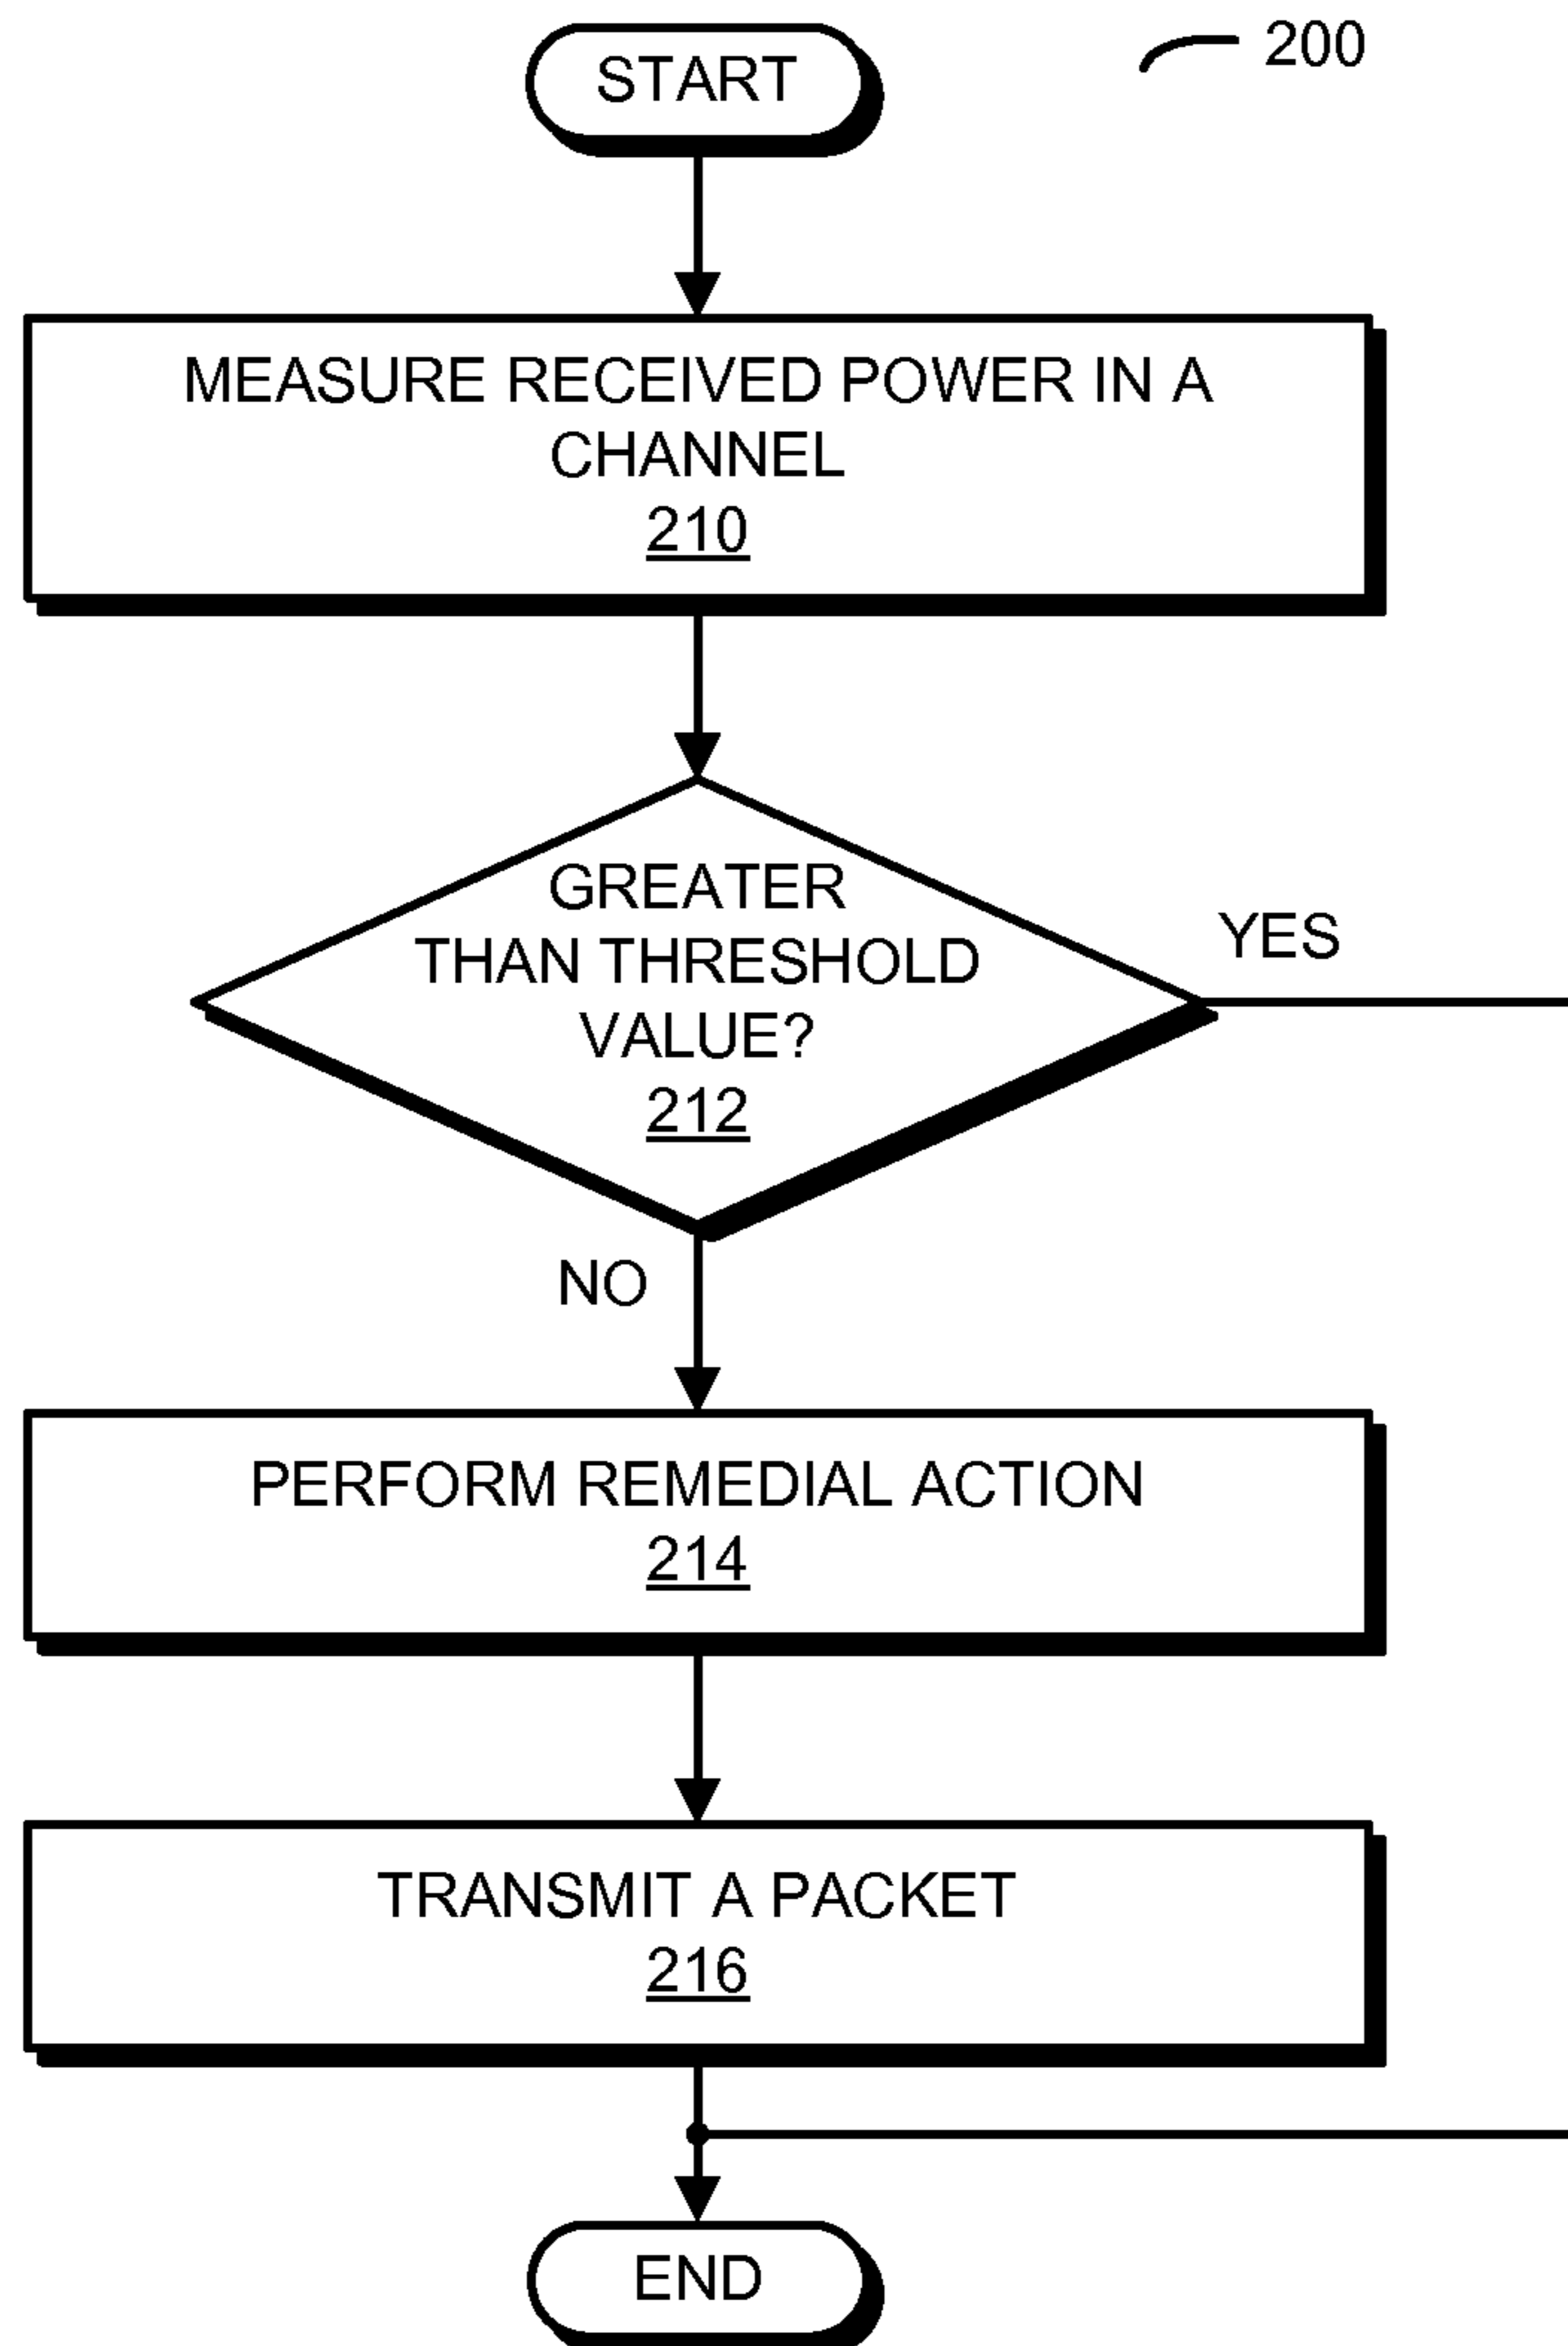 START
200
MEASURE RECEIVED POWER IN A
CHANNEL
210
GREATER
THAN THRESHOLD
VALUE?
212
YES
NO
PERFORM REMEDIAL ACTION
214
TRANSMIT A PACKET
216
END